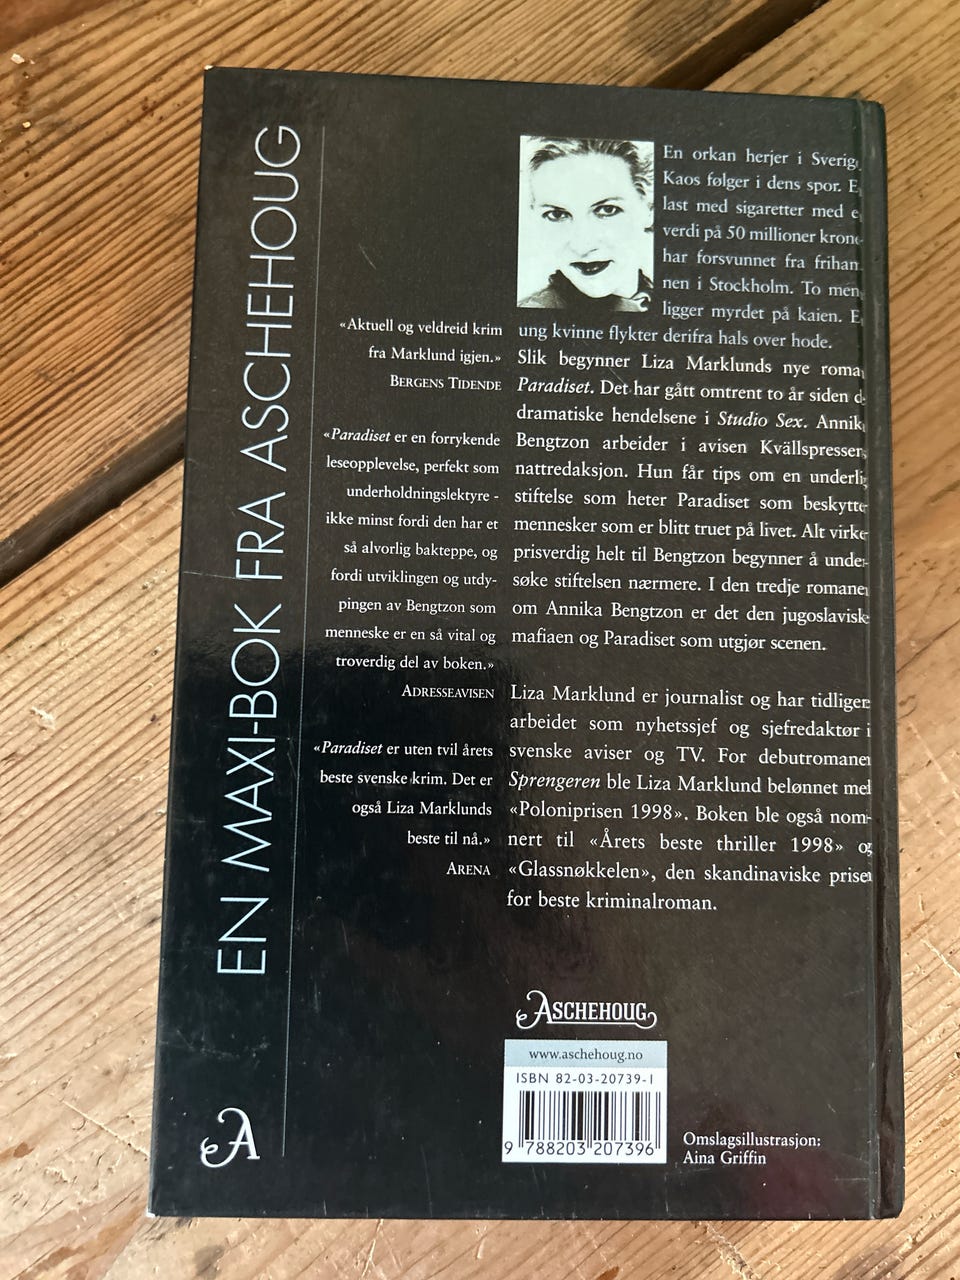 EN MAXI-BOK FRA ASCHEHOUG
A
«Aktuell og veldreid krim
fra Marklund igjen.»
BERGENS TIDENDE
«Paradiset er en forrykende
leseopplevelse, perfekt som
underholdningslektyre -
ikke minst fordi den har et
så alvorlig bakteppe, og
fordi utviklingen og utdy-
pingen av Bengtzon som
menneske er en så vital og
troverdig del av boken.»
ADRESSEAVISEN
«Paradiset er uten tvil årets
beste svenske krim. Det er
også Liza Marklunds
beste til nå.»
ARENA
En orkan herjer i
Kaos følger i dens spor.
last med sigaretter med
verdi på 50 millioner
har forsvunnet fra
nen i Stockholm. To
ligger myrdet på kaien.
ung kvinne flykter derifra hals over hode.
Slik begynner Liza Marklunds nye
Paradiset. Det har gått omtrent to år siden
dramatiske hendelsene i Studio Sex.
Bengtzon arbeider i avisen
nattredaksjon. Hun får tips om en
stiftelse som heter Paradiset som
mennesker som er blitt truet på livet. Alt
prisverdig helt til Bengtzon begynner å under-
søke stiftelsen nærmere. I den tredje
om Annika Bengtzon er det den
mafiaen og Paradiset som utgjør scenen.
Liza Marklund er journalist og har
arbeidet som nyhetssjef og sjefredaktør i
svenske aviser og TV. For
Sprengeren ble Liza Marklund belønnet
«Poloniprisen 1998». Boken ble også
nert til «Årets beste thriller 1998»
«Glassnøkkelen», den skandinaviske
for beste kriminalroman.
ASCHEHOUG
www.aschehoug.no
ISBN 82-03-20739-1
9 788203 207396
Omslagsillustrasjon:
Aina Griffin